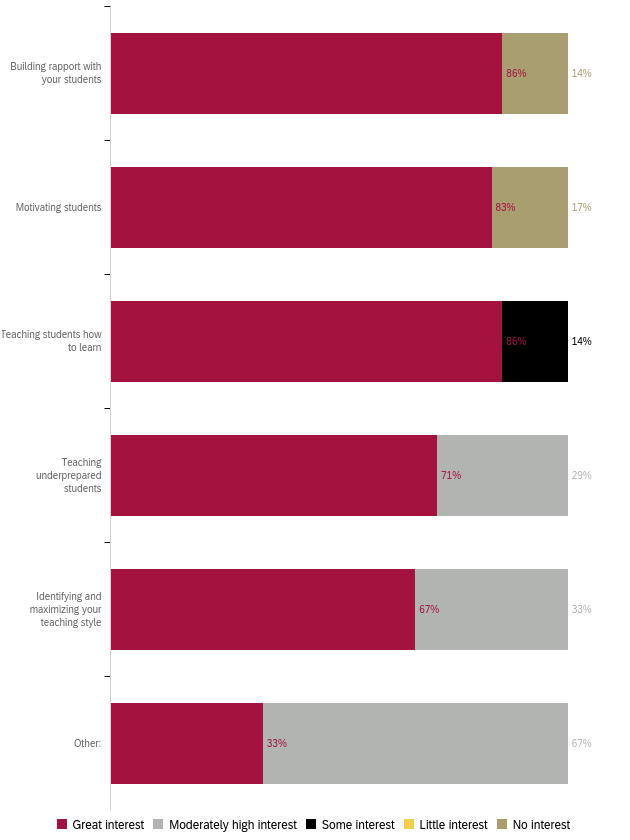 Building rapport with
your students
86%
14%
Motivating students
83%
17%
Teaching students how
to learn
86%
14%
Teaching
underprepared
students
71%
29%
Identifying and
maximizing your
teaching style
67%
33%
Other:
33%
67%
Great interest Moderately high interest Some interest Little interest No interest